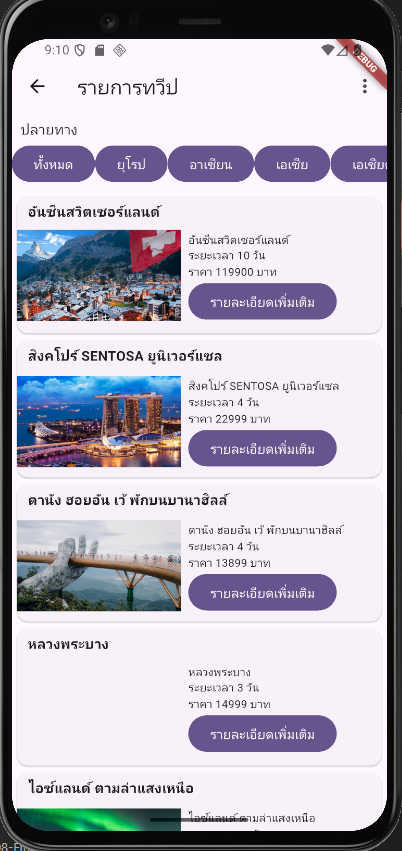 9:10
DEBUG
รายการทวีป
ปลายทาง
ทั้งหมด ยุโรป อาเซียน เอเซีย
อันซีนสวิตเซอร์แลนด์
อันซีนสวิตเซอร์แลนด์
ระยะเวลา 10 วัน
ราคา 119900 บาท
รายละเอียดเพิ่มเติม
สิงคโปร์ SENTOSA ยูนิเวอร์แซล
สิงคโปร์ SENTOSA ยูนิเวอร์แซล
ระยะเวลา 4 วัน
ราคา 22999 บาท
รายละเอียดเพิ่มเติม
ดานัง ฮอยอัน เว้ พักบนบานาฮิลล์
ดานัง ฮอยอัน เว้ พักบนบานาฮิลล์
ระยะเวลา 4 วัน
ราคา 13899 บาท
รายละเอียดเพิ่มเติม
หลวงพระบาง
หลวงพระบาง
ระยะเวลา 3 วัน
ราคา 14999 บาท
รายละเอียดเพิ่มเติม
ไอซ์แลนด์ ตามล่าแสงเหนือ
ไอซ์แลนด์ ตามล่าแสงเหนือ